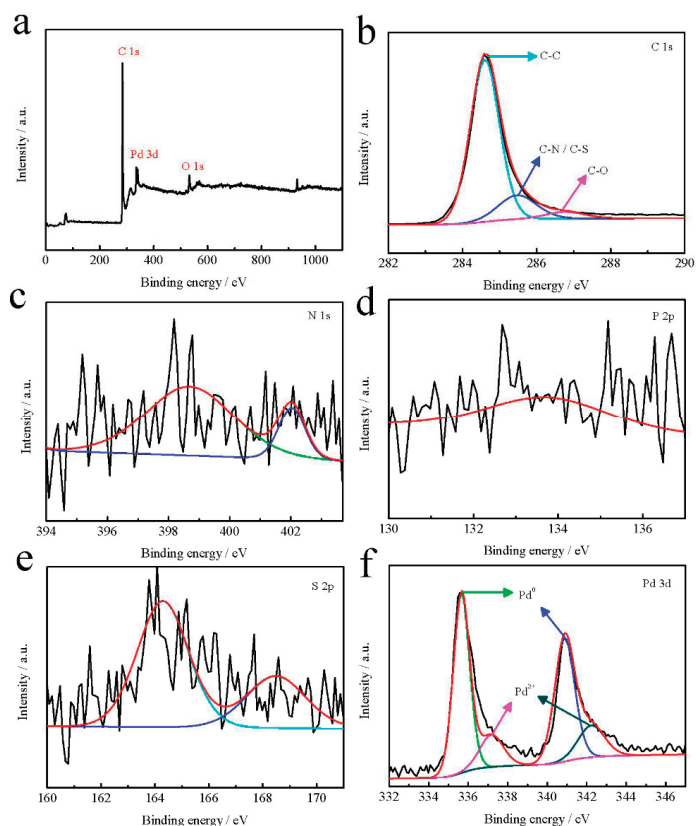 a
C 1s
Pd 3d
O 1s
Intensity / a.u.
0 200 400 600 800 1000
Binding energy / eV
b
C 1s
C-C
C-N / C-S
C-O
Intensity / a.u.
282 284 286 288 290
Binding energy / eV
c
N 1s
Intensity / a.u.
394 396 398 400 402
Binding energy / eV
d
P 2p
Intensity / a.u.
130 132 134 136
Binding energy / eV
e
S 2p
Intensity / a.u.
160 162 164 166 168 170
Binding energy / eV
f
Pd 3d
Pd⁰
Pd²⁺
Intensity / a.u.
332 334 336 338 340 342 344 346
Binding energy / eV